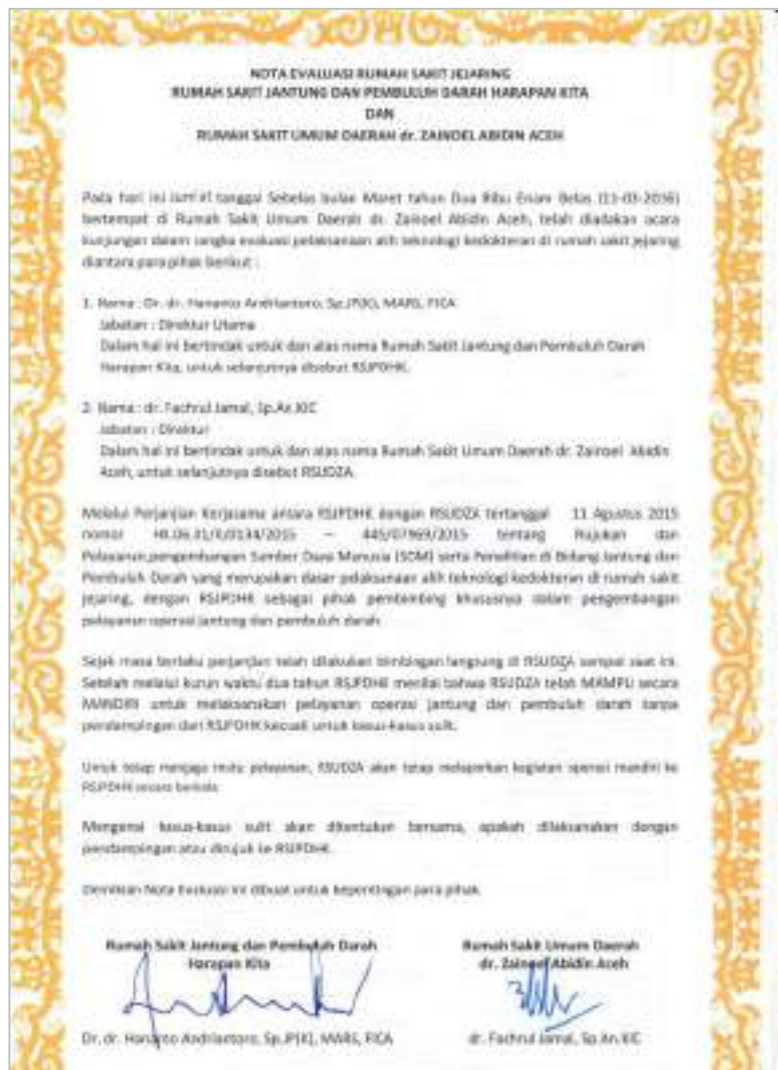 NOTA EVALUASI RUMAH SAKIT JEJARING
RUMAH SAKIT JANTUNG DAN PEMBULUH DARAH HARAPAN KITA
DAN
RUMAH SAKIT UMUM DAERAH dr. ZAINOEL ABIDIN ACEH
Pada hari ini Jum'at tanggal Sebelas bulan Maret tahun Dua Ribu Enam Belas (11-03-2016)
bertempat di Rumah Sakit Umum Daerah dr. Zainoel Abidin Aceh, telah diadakan acara
kunjungan dalam rangka evaluasi pelaksanaan alih teknologi kedokteran di rumah sakit jejaring
diantara para pihak berikut :
1. Nama : Dr. dr. Hananto Andriantoro, Sp.JP(K), MARS, FICA
Jabatan : Direktur Utama
Dalam hal ini bertindak untuk dan atas nama Rumah Sakit Jantung dan Pembuluh Darah
Harapan Kita, untuk selanjutnya disebut RSJPDHK.
2. Nama : dr. Fachrul Jamal, Sp.An.KIC
Jabatan : Direktur
Dalam hal ini bertindak untuk dan atas nama Rumah Sakit Umum Daerah dr. Zainoel Abidin
Aceh, untuk selanjutnya disebut RSUDZA.
Melalui Perjanjian Kerjasama antara RSJPDHK dengan RSUDZA tertanggal 11 Agustus 2015
nomor – 445/07969/2015 tentang Rujukan dan
Pelayanan,pengembangan Sumber Daya Manusia (SDM) serta Penelitian di Bidang Jantung dan
Pembuluh Darah yang merupakan dasar pelaksanaan alih teknologi kedokteran di rumah sakit
jejaring, dengan RSJPDHK sebagai pihak pembimbing khususnya dalam pengembangan
pelayanan operasi jantung dan pembuluh darah
Sejak masa berlaku perjanjian telah dilakukan bimbingan langsung di RSUDZA sampai saat ini.
Setelah melalui kurun waktu dua tahun RSJPDHK menilai bahwa RSUDZA telah MAMPU secara
MANDIRI untuk melaksanakan pelayanan operasi jantung dan pembuluh darah tanpa
pendampingan dari RSJPDHK kecuali untuk kasus-kasus sulit.
Untuk tetap menjaga mutu pelayanan, RSUDZA akan tetap melaporkan kegiatan operasi mandiri ke
RSJPDHK secara berkala
Mengenai kasus-kasus sulit akan ditentukan bersama, apakah dilaksanakan dengan
pendampingan atau dirujuk ke RSJPDHK.
Demikian Nota Evaluasi ini dibuat untuk kepentingan para pihak.
Rumah Sakit Jantung dan Pembuluh Darah
Harapan Kita
Dr. dr. Hananto Andriantoro, Sp.JP(K), MARS, FICA
Rumah Sakit Umum Daerah
dr. Zainoel Abidin Aceh
dr. Fachrul Jamal, Sp.An.KIC